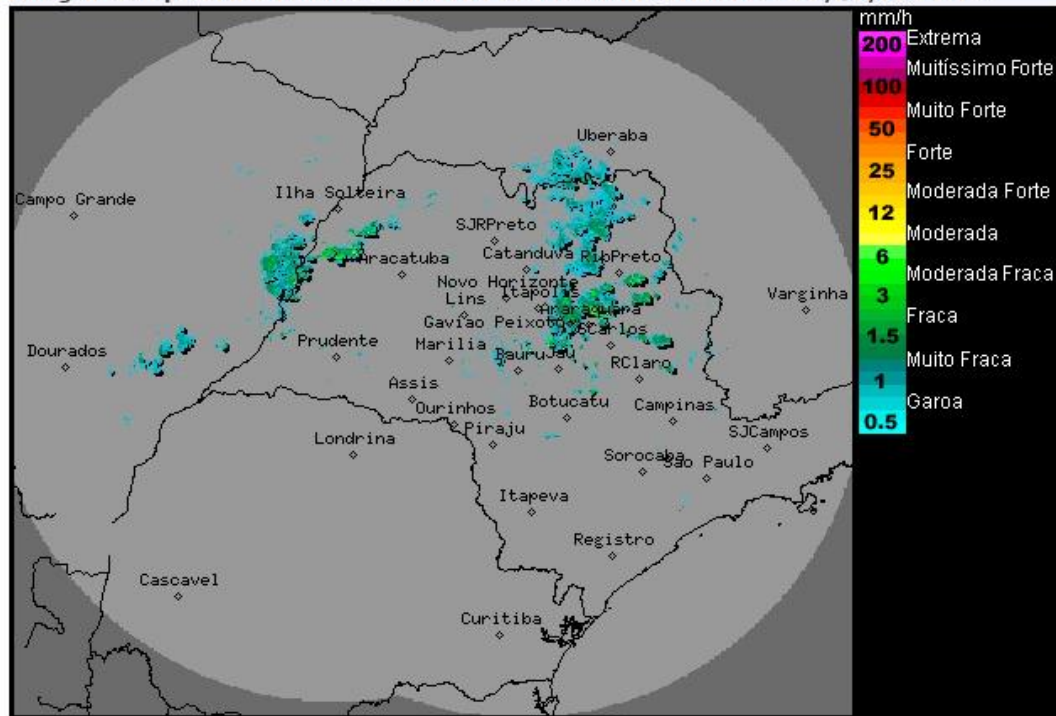 mm/h
200 Extrema
Muitíssimo Forte
100
Muito Forte
50
Forte
25
Moderada Forte
12
Moderada
6
Moderada Fraca
3
Fraca
1.5
Muito Fraca
1
Garoa
0.5
Uberaba
Campo Grande
Ilha Solteira
SJRPreto
Catanduva
RibPreto
Aracatuba
Novo Horizonte
Itapolis
Varginha
Lins
Araraquara
Gaviao Peixoto
SCarlos
Prudente
Marilia
Dourados
Bauru
Jau
RClaro
Assis
Ourinhos
Botucatu
Campinas
Piraju
Londrina
SJCampos
Sorocaba
Sao Paulo
Itapeva
Registro
Cascavel
Curitiba